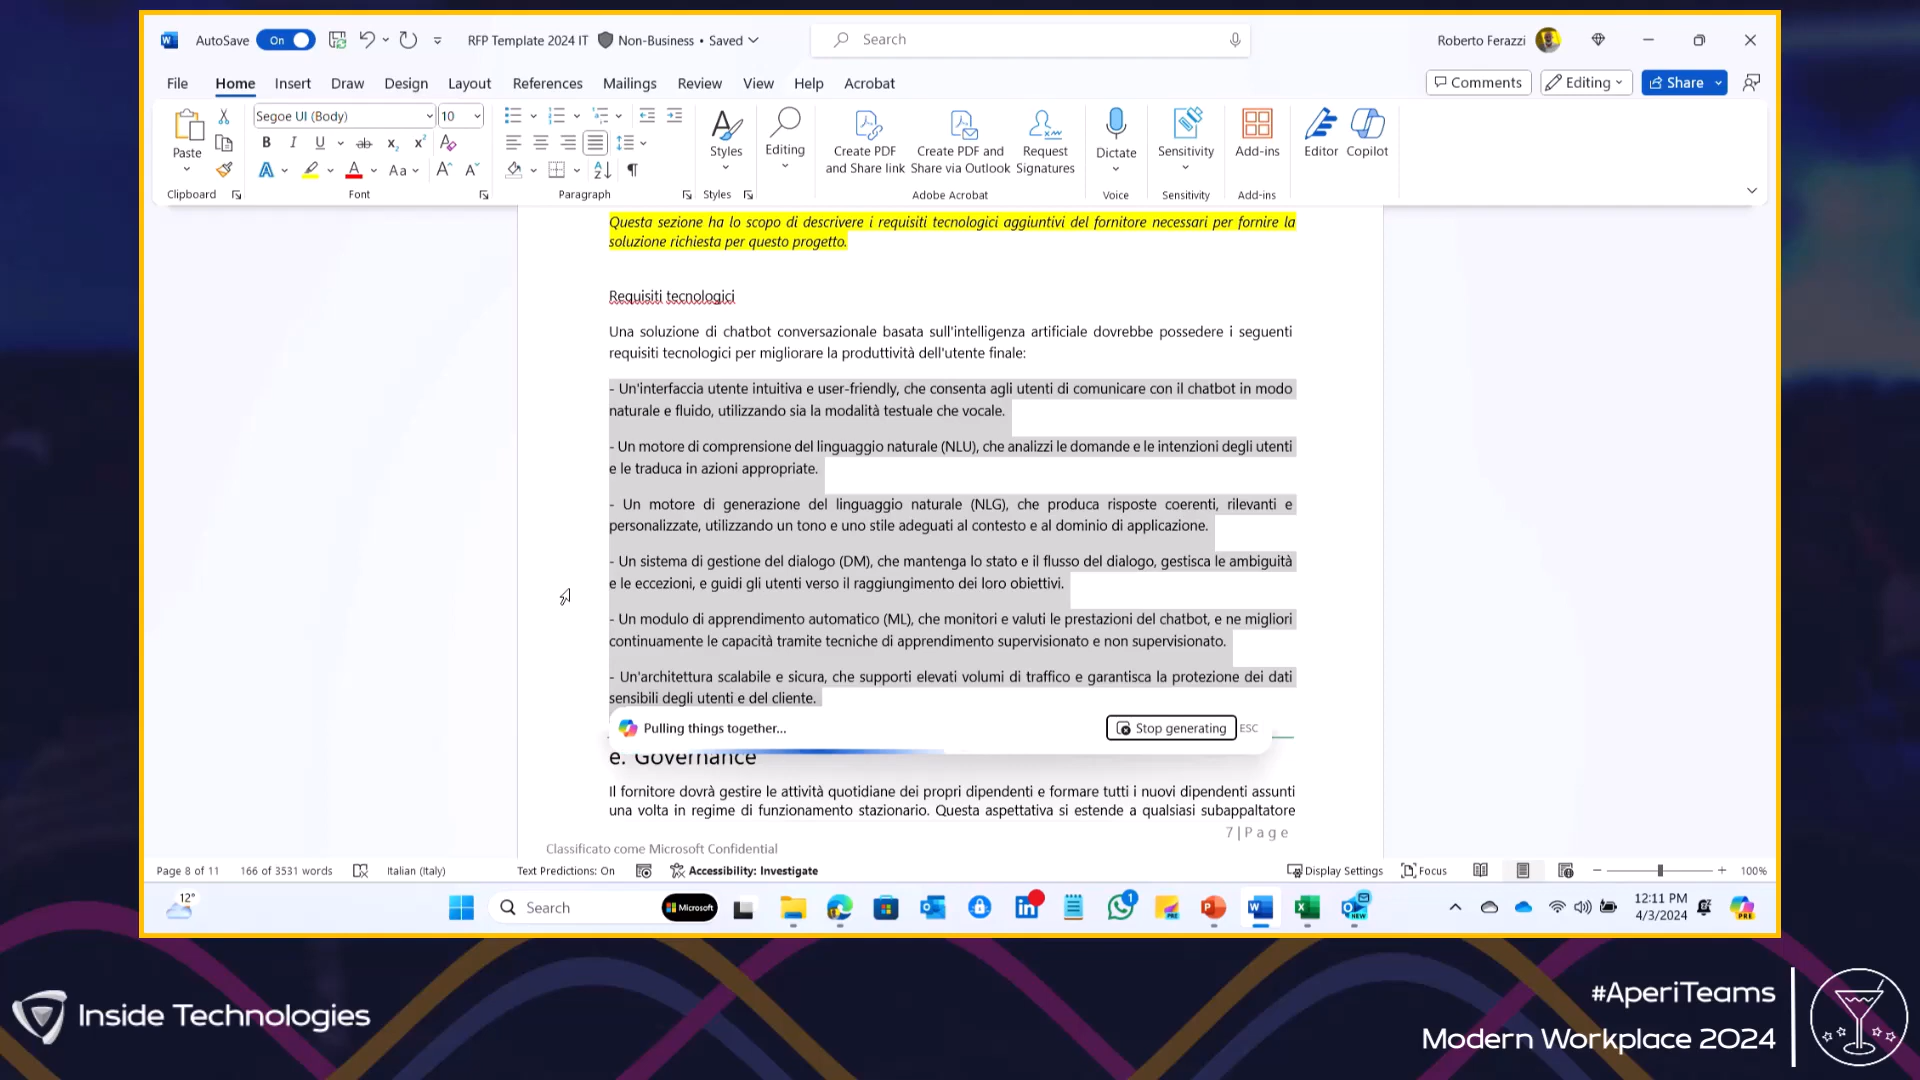 AutoSave On RFP Template 2024 IT Non-Business • Saved Search Roberto Ferazzi
File Home Insert Draw Design Layout References Mailings Review View Help Acrobat Comments Editing Share
Segoe UI (Body) 10
Paste B I U ab x₂ x² Styles Editing Create PDF and Share link Create PDF and Share via Outlook Request Signatures Dictate Sensitivity Add-ins Editor Copilot
A A Aa A A
Clipboard Font Paragraph Styles Adobe Acrobat Voice Sensitivity Add-ins
Questa sezione ha lo scopo di descrivere i requisiti tecnologici aggiuntivi del fornitore necessari per fornire la
soluzione richiesta per questo progetto.
Requisiti tecnologici
Una soluzione di chatbot conversazionale basata sull'intelligenza artificiale dovrebbe possedere i seguenti
requisiti tecnologici per migliorare la produttività dell'utente finale:
- Un'interfaccia utente intuitiva e user-friendly, che consenta agli utenti di comunicare con il chatbot in modo
naturale e fluido, utilizzando sia la modalità testuale che vocale.
- Un motore di comprensione del linguaggio naturale (NLU), che analizzi le domande e le intenzioni degli utenti
e le traduca in azioni appropriate.
- Un motore di generazione del linguaggio naturale (NLG), che produca risposte coerenti, rilevanti e
personalizzate, utilizzando un tono e uno stile adeguati al contesto e al dominio di applicazione.
- Un sistema di gestione del dialogo (DM), che mantenga lo stato e il flusso del dialogo, gestisca le ambiguità
e le eccezioni, e guidi gli utenti verso il raggiungimento dei loro obiettivi.
- Un modulo di apprendimento automatico (ML), che monitori e valuti le prestazioni del chatbot, e ne migliori
continuamente le capacità tramite tecniche di apprendimento supervisionato e non supervisionato.
- Un'architettura scalabile e sicura, che supporti elevati volumi di traffico e garantisca la protezione dei dati
sensibili degli utenti e del cliente.
Pulling things together... Stop generating ESC
e. Governance
Il fornitore dovrà gestire le attività quotidiane dei propri dipendenti e formare tutti i nuovi dipendenti assunti
una volta in regime di funzionamento stazionario. Questa aspettativa si estende a qualsiasi subappaltatore
7 | P a g e
Classificato come Microsoft Confidential
Page 8 of 11 166 of 3531 words Italian (Italy) Text Predictions: On Accessibility: Investigate Display Settings Focus 100%
12° Search Microsoft 1 12:11 PM
4/3/2024
Inside Technologies
#AperiTeams
Modern Workplace 2024